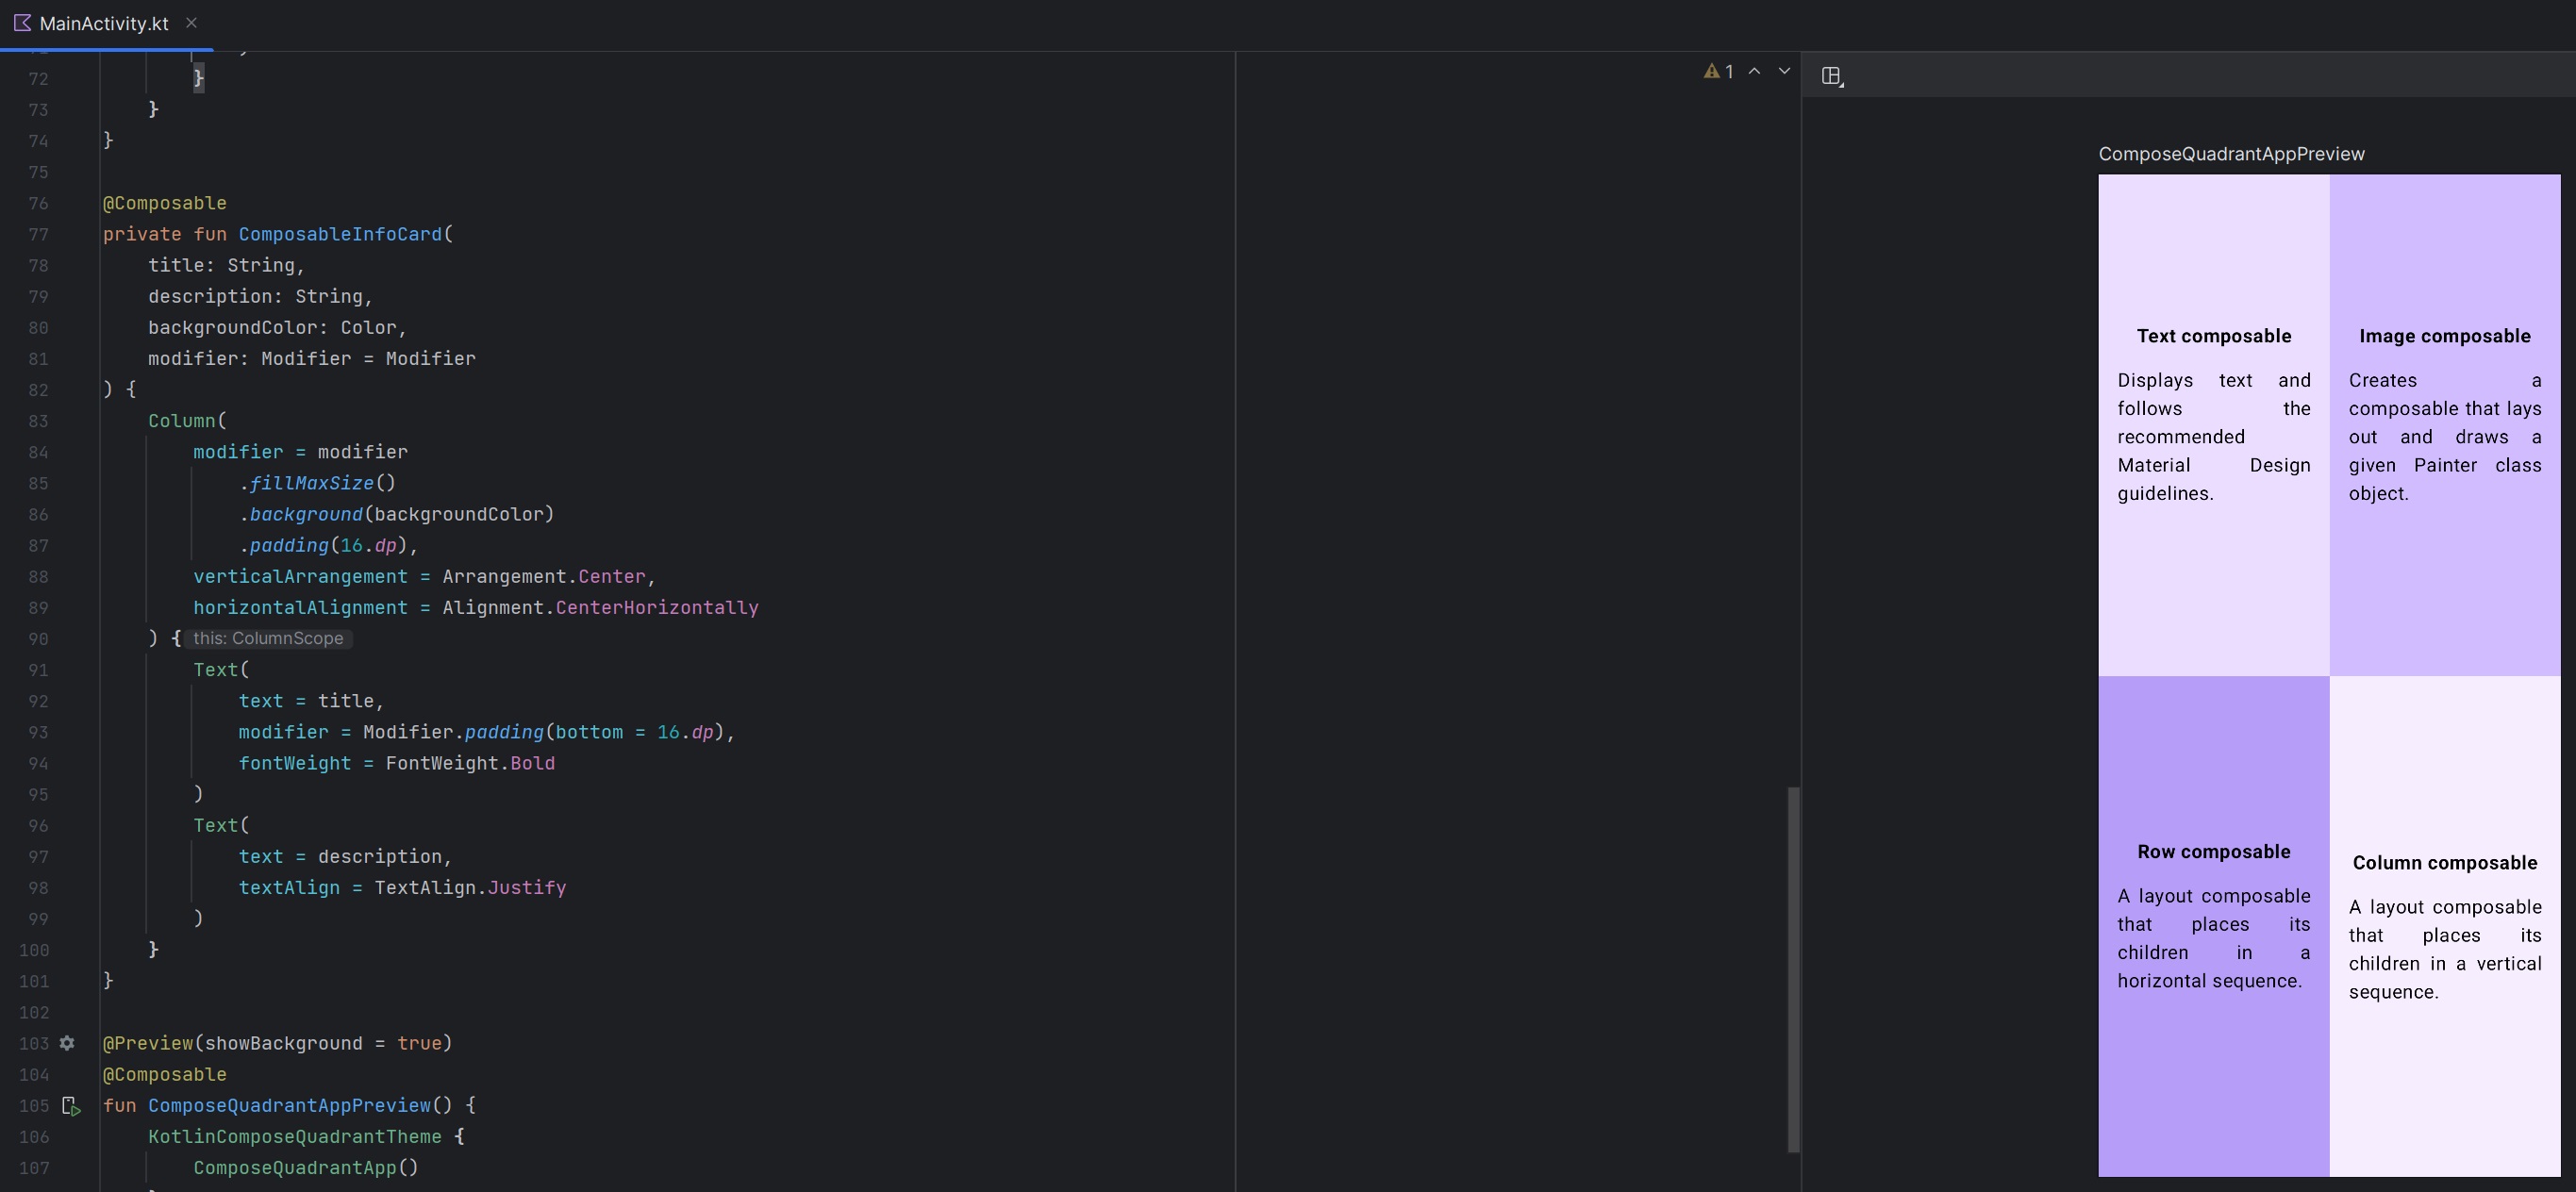 MainActivity.kt
72 }
73 }
74 }
75
76 @Composable
77 private fun ComposableInfoCard(
78 title: String,
79 description: String,
80 backgroundColor: Color,
81 modifier: Modifier = Modifier
82 ) {
83 Column(
84 modifier = modifier
85 .fillMaxSize()
86 .background(backgroundColor)
87 .padding(16.dp),
88 verticalArrangement = Arrangement.Center,
89 horizontalAlignment = Alignment.CenterHorizontally
90 ) { this: ColumnScope
91 Text(
92 text = title,
93 modifier = Modifier.padding(bottom = 16.dp),
94 fontWeight = FontWeight.Bold
95 )
96 Text(
97 text = description,
98 textAlign = TextAlign.Justify
99 )
100 }
101 }
102
103 @Preview(showBackground = true)
104 @Composable
105 fun ComposeQuadrantAppPreview() {
106 KotlinComposeQuadrantTheme {
107 ComposeQuadrantApp()
1
ComposeQuadrantAppPreview
Text composable
Displays text and
follows the
recommended
Material Design
guidelines.
Image composable
Creates a
composable that lays
out and draws a
given Painter class
object.
Row composable
A layout composable
that places its
children in a
horizontal sequence.
Column composable
A layout composable
that places its
children in a vertical
sequence.